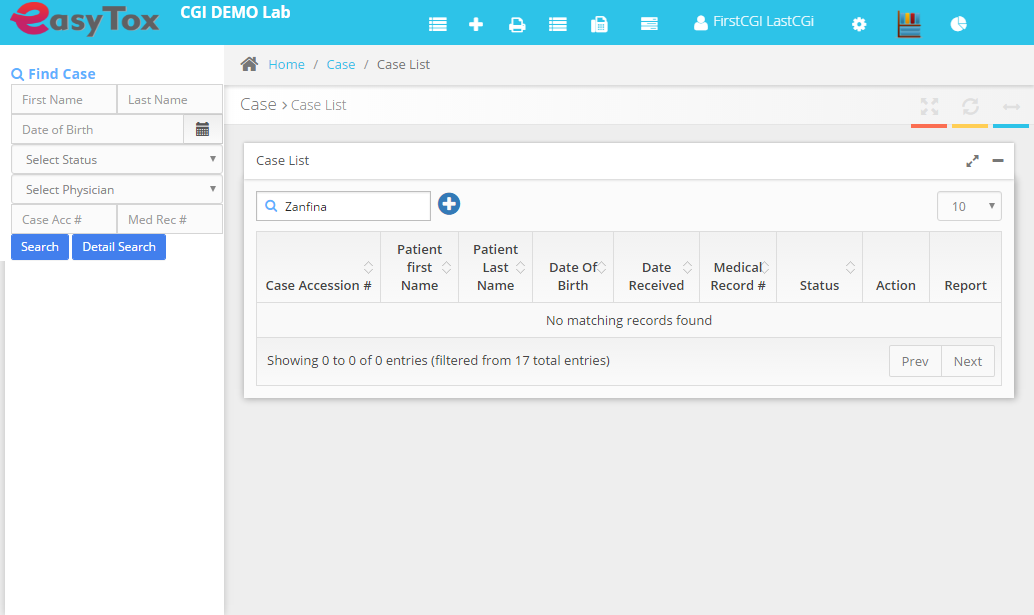 easyTox
CGI DEMO Lab
FirstCGI LastCGi
Find Case
First Name Last Name
Date of Birth
Select Status
Select Physician
Case Acc # Med Rec #
Search Detail Search
Home / Case / Case List
Case > Case List
Case List
Zanfina
10
Case Accession # Patient first Name Patient Last Name Date Of Birth Date Received Medical Record # Status Action Report
No matching records found
Showing 0 to 0 of 0 entries (filtered from 17 total entries)
Prev Next